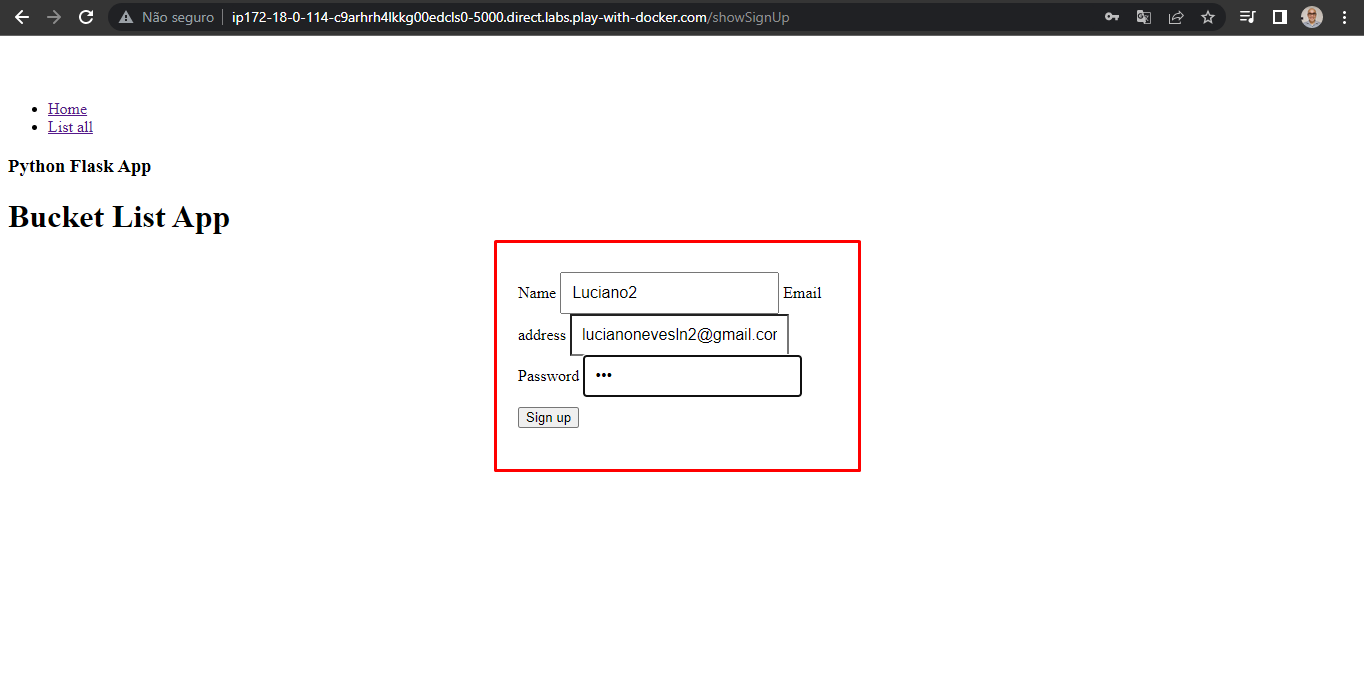 Não seguro | ip172-18-0-114-c9arhrh4lkkg00edcls0-5000.direct.labs.play-with-docker.com/showSignUp
Home
List all
Python Flask App
Bucket List App
Name Luciano2 Email
address lucianonevesln2@gmail.cor
Password •••
Sign up